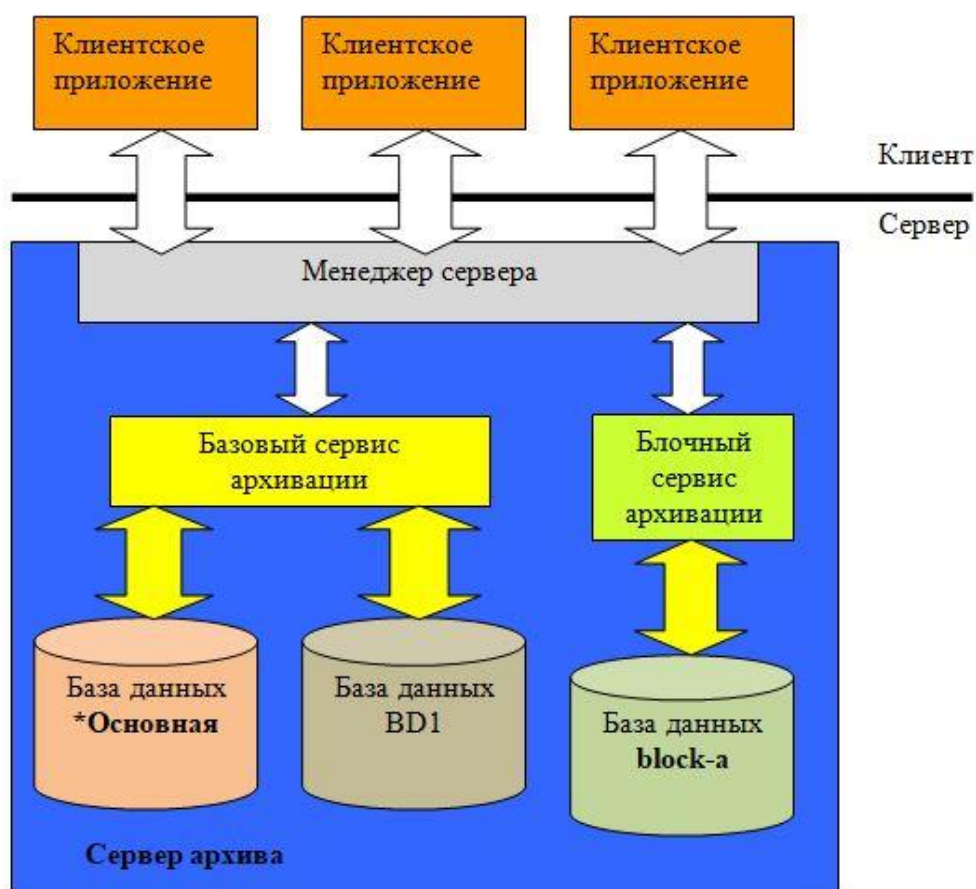 Клиентское
приложение
Клиентское
приложение
Клиентское
приложение
Клиент
Сервер
Менеджер сервера
Базовый сервис
архивации
Блочный
сервис
архивации
База данных
*Основная
База данных
BD1
База данных
block-a
Сервер архива